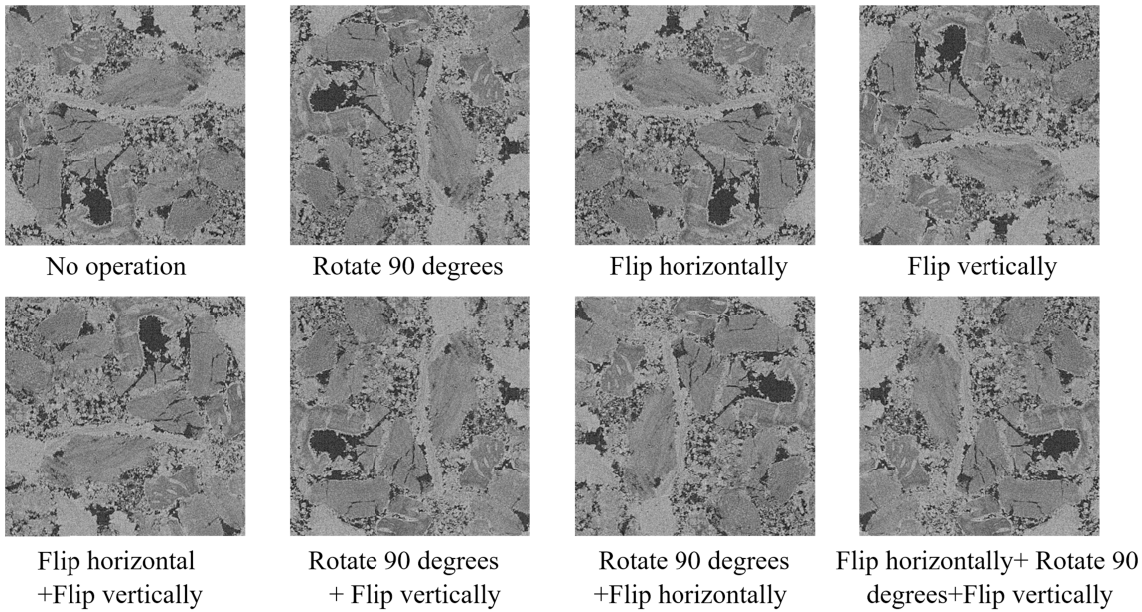 No operation
Rotate 90 degrees
Flip horizontally
Flip vertically
Flip horizontal
+Flip vertically
Rotate 90 degrees
+ Flip vertically
Rotate 90 degrees
+Flip horizontally
Flip horizontally+ Rotate 90
degrees+Flip vertically